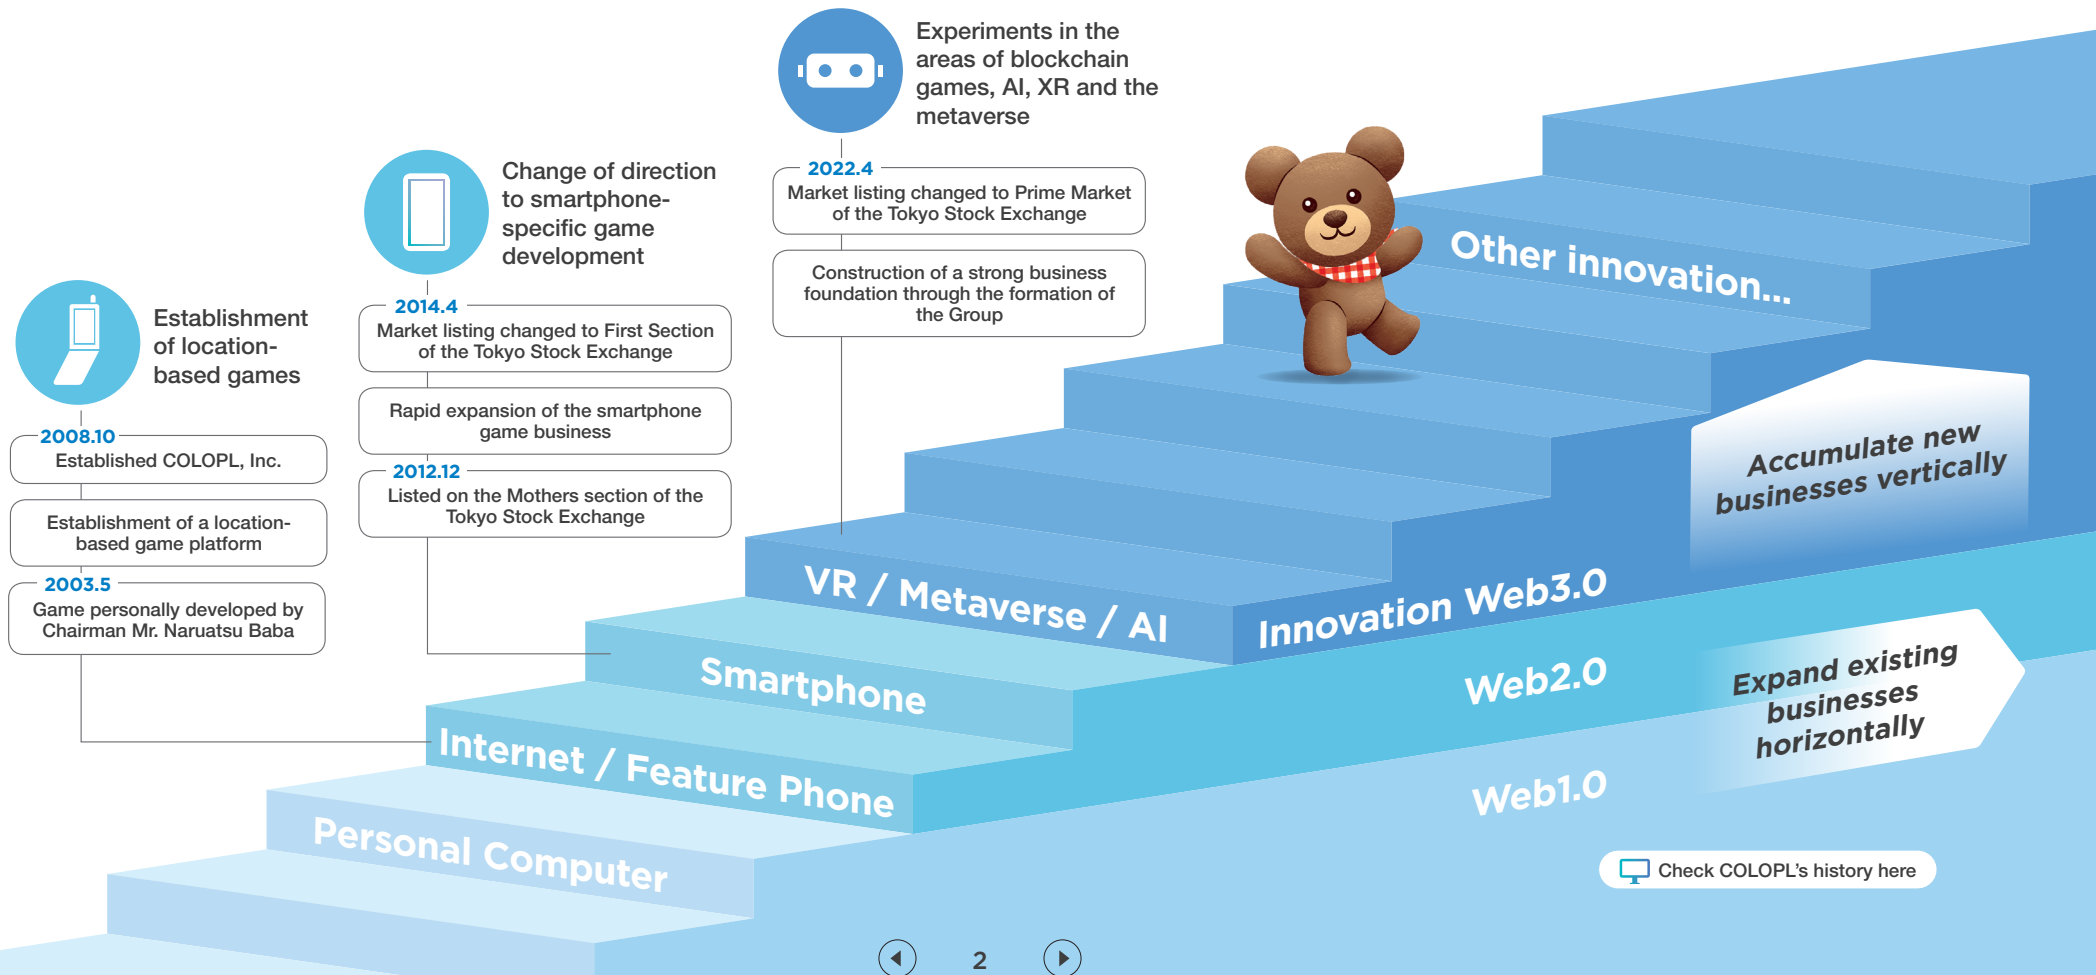 Establishment
of location-
based games
2008.10
Established COLOPL, Inc.
Establishment of a location-
based game platform
2003.5
Game personally developed by
Chairman Mr. Naruatsu Baba
Change of direction
to smartphone-
specific game
development
2014.4
Market listing changed to First Section
of the Tokyo Stock Exchange
Rapid expansion of the smartphone
game business
2012.12
Listed on the Mothers section of the
Tokyo Stock Exchange
Experiments in the
areas of blockchain
games, AI, XR and the
metaverse
2022.4
Market listing changed to Prime Market
of the Tokyo Stock Exchange
Construction of a strong business
foundation through the formation of
the Group
Other innovation...
VR / Metaverse / AI
Smartphone
Internet / Feature Phone
Personal Computer
Innovation Web3.0
Web2.0
Web1.0
Accumulate new
businesses vertically
Expand existing
businesses
horizontally
Check COLOPL's history here
2